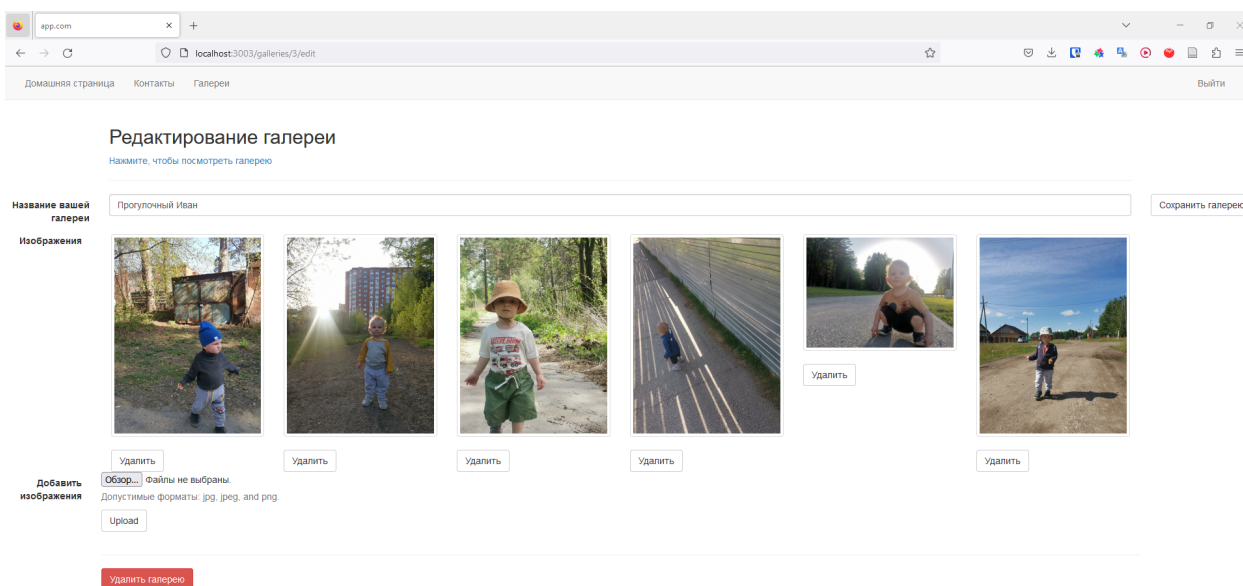 app.com
localhost:3003/galleries/3/edit
Домашняя страница Контакты Галереи Выйти
Редактирование галереи
Нажмите, чтобы посмотреть галерею
Название вашей галереи Прогулочный Иван Сохранить галерею
Изображения
Удалить
Удалить Удалить Удалить Удалить Удалить
Добавить изображения Обзор... Файлы не выбраны.
Допустимые форматы: jpg, jpeg, and png.
Upload
Удалить галерею